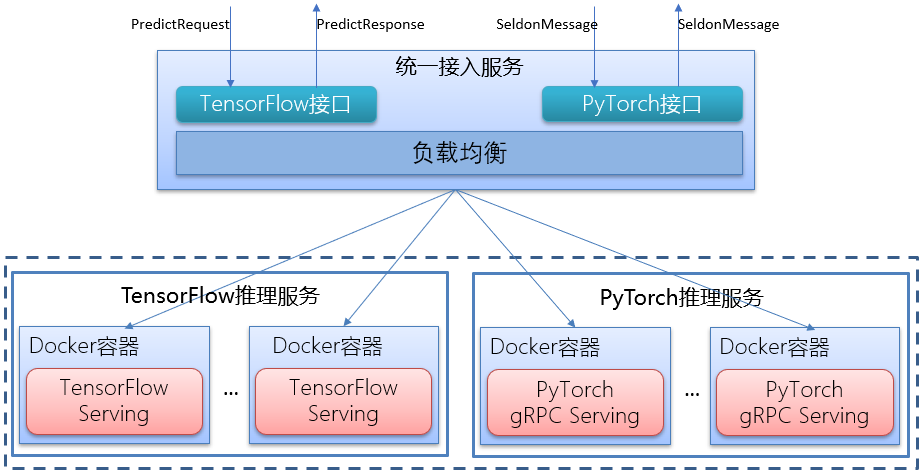 PredictRequest
PredictResponse
SeldonMessage
SeldonMessage
统一接入服务
TensorFlow接口
PyTorch接口
负载均衡
TensorFlow推理服务
PyTorch推理服务
Docker容器
Docker容器
Docker容器
Docker容器
TensorFlow
Serving
...
TensorFlow
Serving
PyTorch
gRPC Serving
...
PyTorch
gRPC Serving